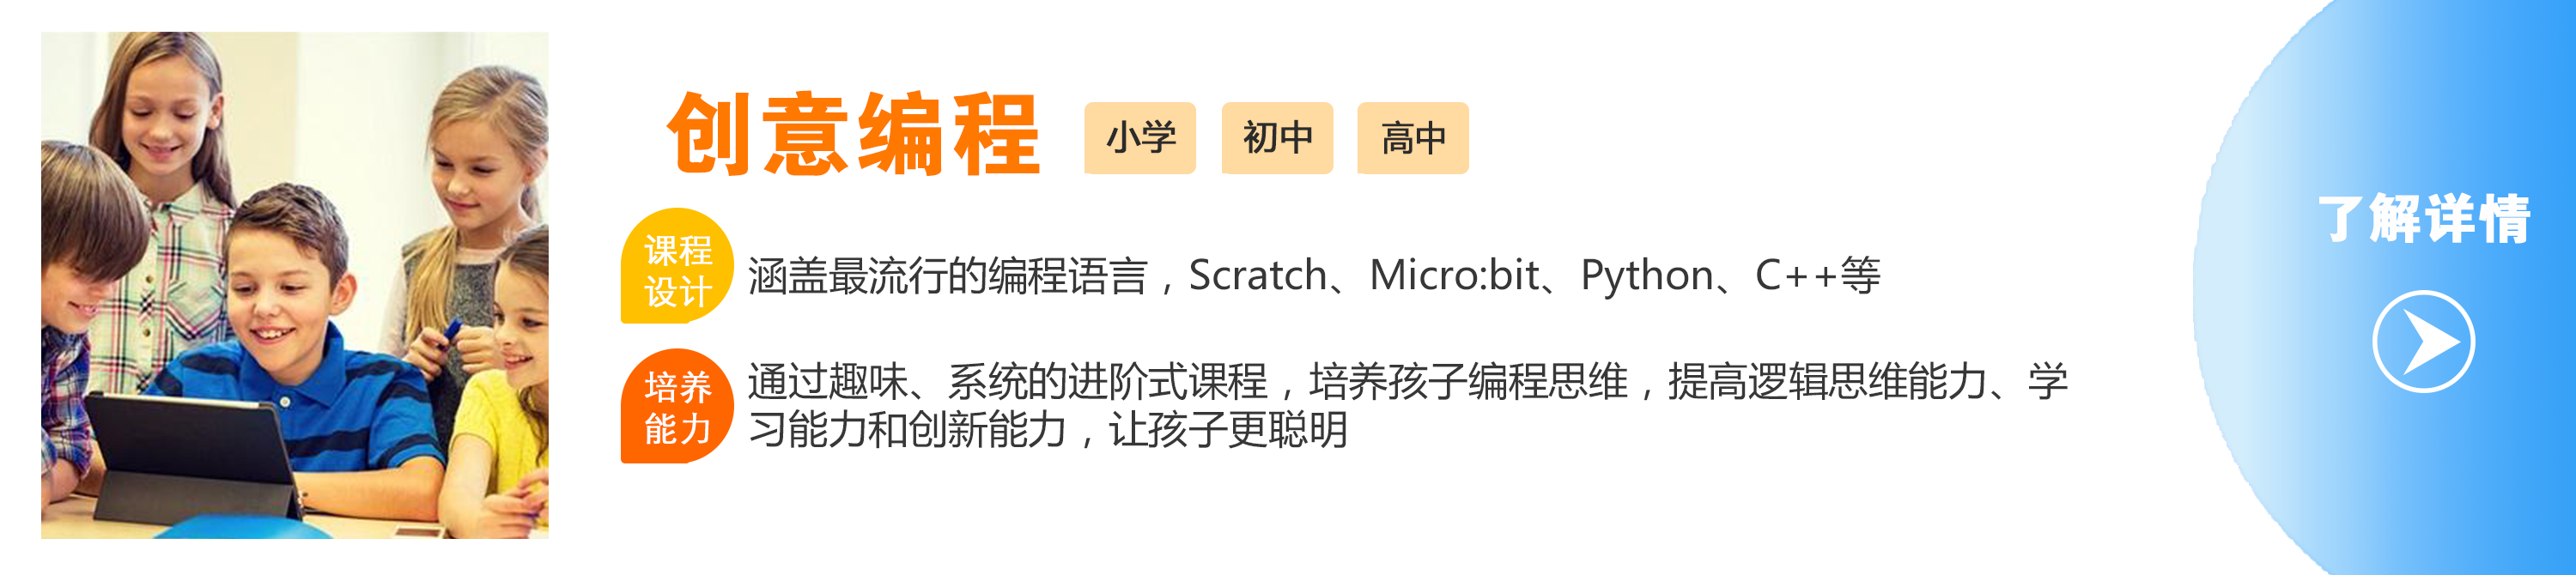 创意编程 小学 初中 高中
课程
设计
涵盖最流行的编程语言，Scratch、Micro:bit、Python、C++等
培养
能力
通过趣味、系统的进阶式课程，培养孩子编程思维，提高逻辑思维能力、学
习能力和创新能力，让孩子更聪明
了解详情